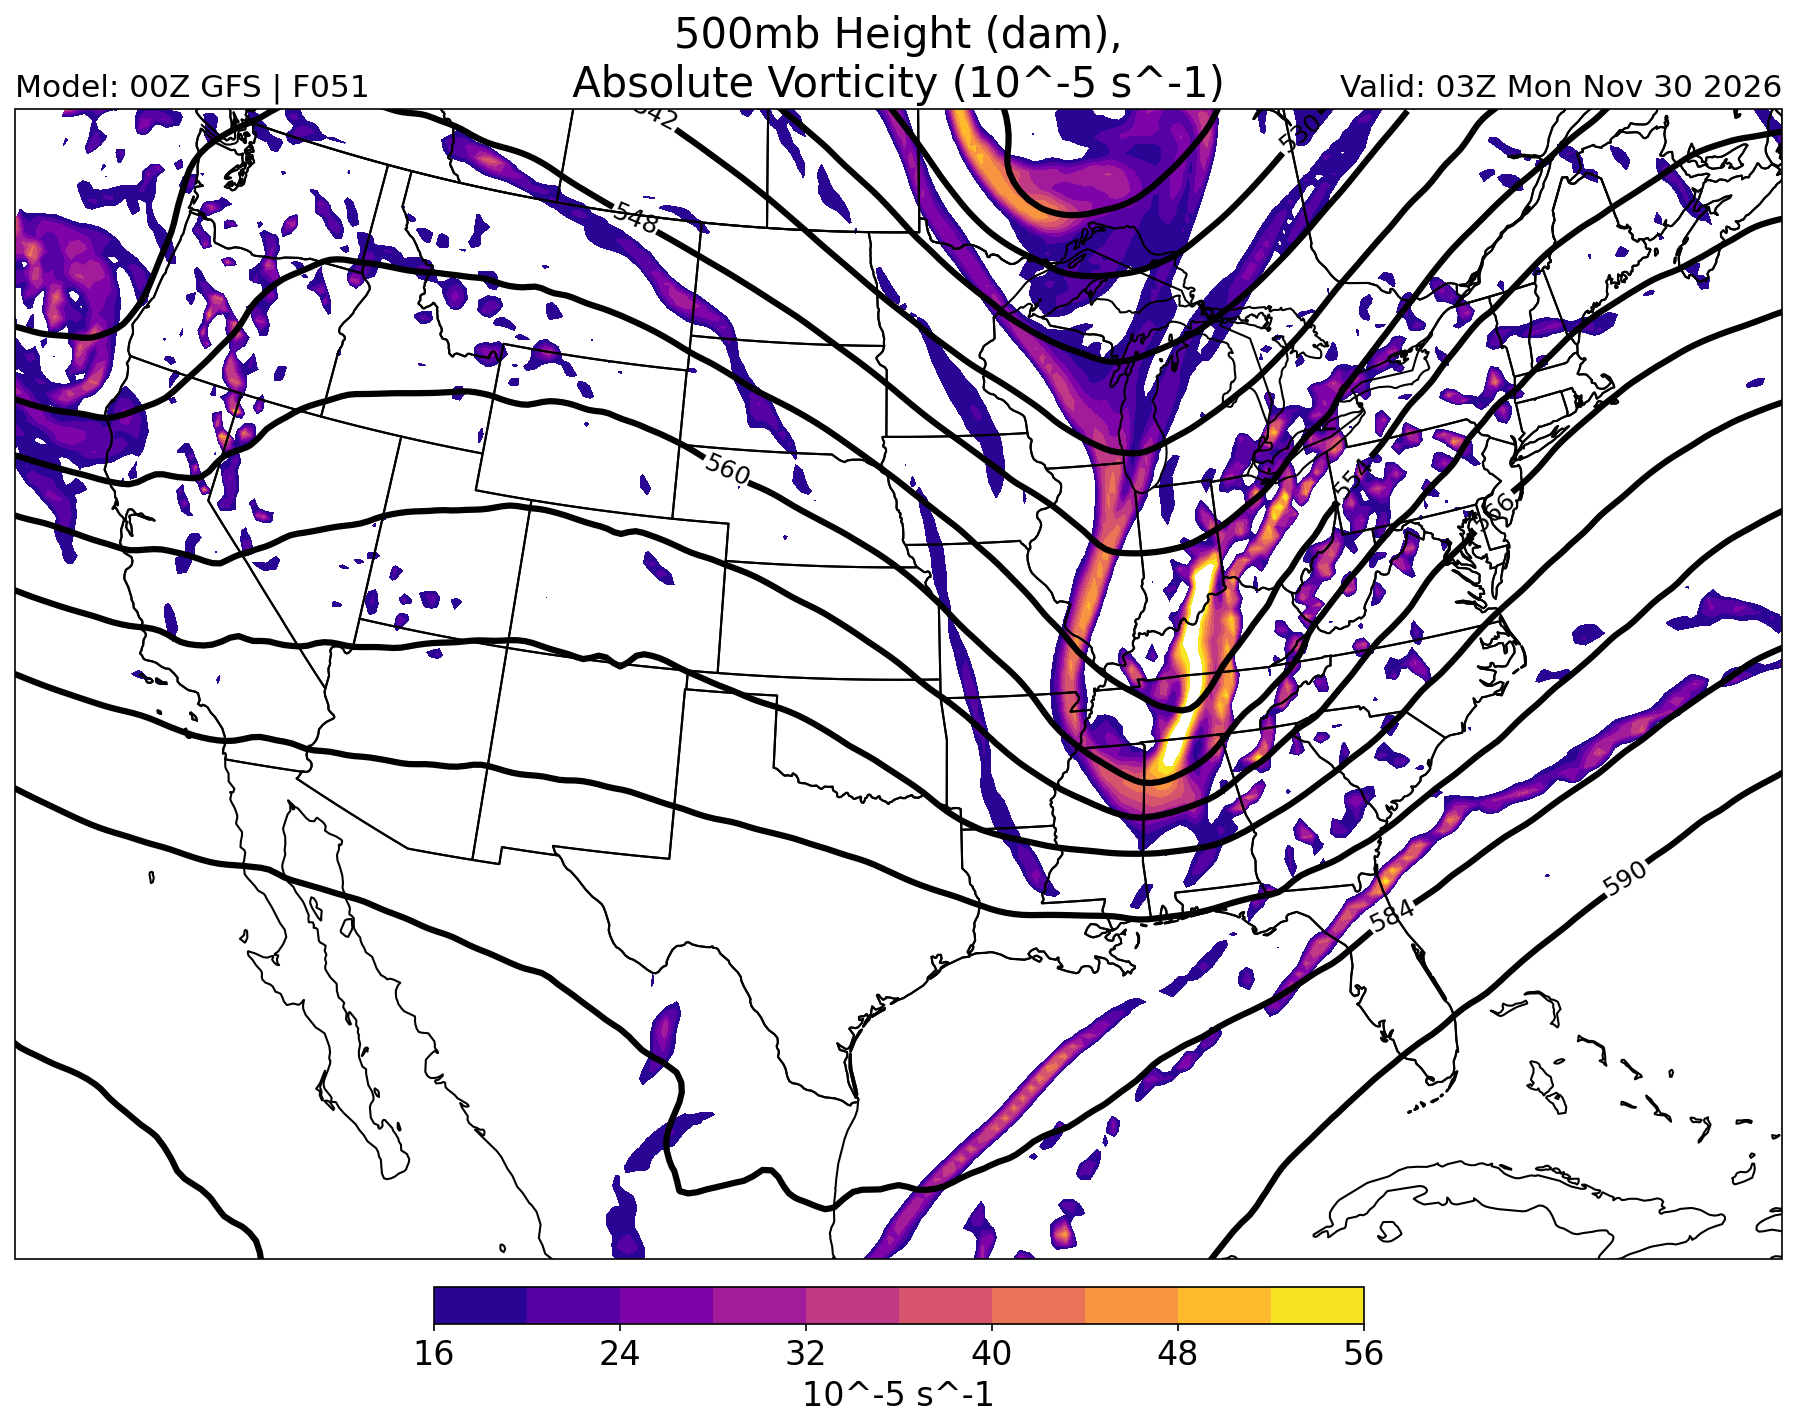 500mb Height (dam),
Absolute Vorticity (10^-5 s^-1)
Model: 00Z GFS | F051
Valid: 03Z Mon Nov 30 2026
542
530
548
560
554
566
590
584
16 24 32 40 48 56
10^-5 s^-1